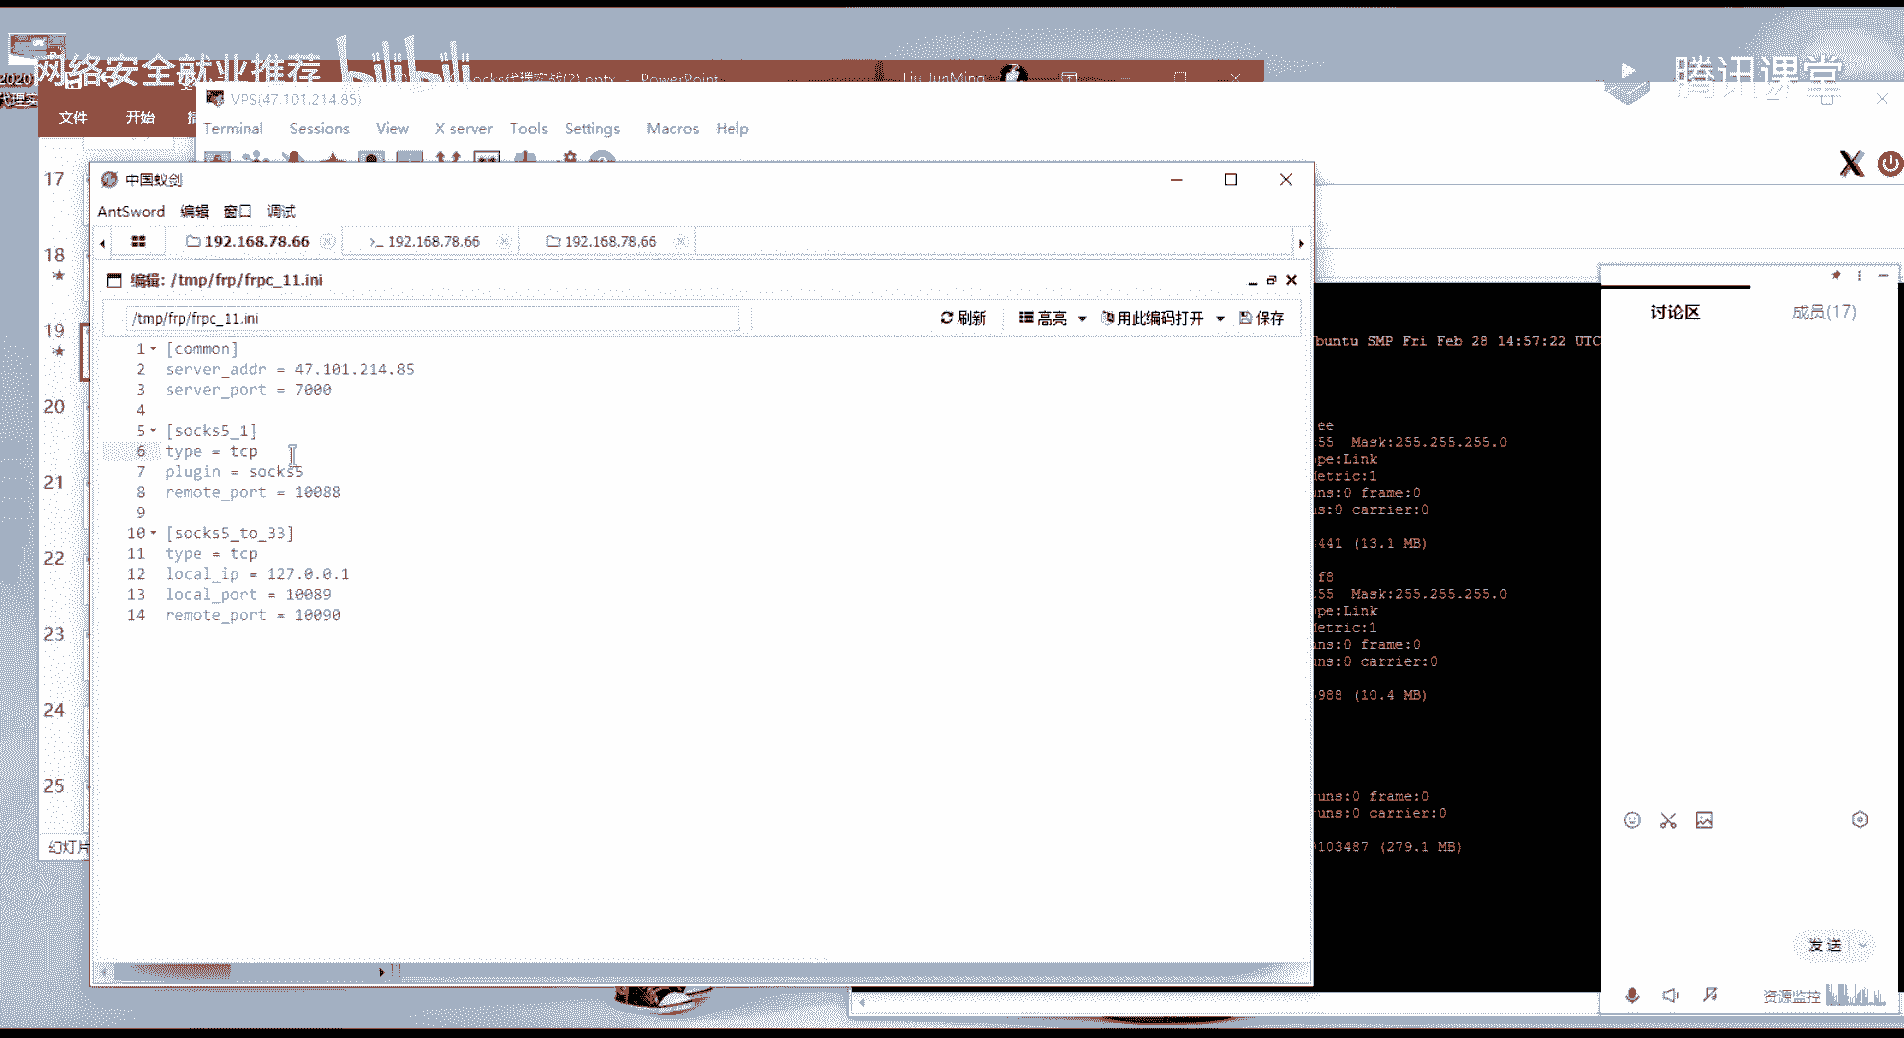 网络安全就业推荐
bilibili
腾讯课堂
2020
代理实
ocks代理实战(2).pptx - PowerPoint
Liu JunMing
文件
开始
VPS(47.101.214.85)
Terminal Sessions View X server Tools Settings Macros Help
17
18
19
20
21
22
23
24
25
幻灯片
中国蚁剑
AntSword 编辑 窗口 调试
192.168.78.66
>_ 192.168.78.66
192.168.78.66
编辑: /tmp/frp/frpc_11.ini
/tmp/frp/frpc_11.ini
刷新 高亮 用此编码打开 保存
1 [common]
2 server_addr = 47.101.214.85
3 server_port = 7000
4
5 [socks5_1]
6 type = tcp
7 plugin = socks5
8 remote_port = 10088
9
10 [socks5_to_33]
11 type = tcp
12 local_ip = 127.0.0.1
13 local_port = 10089
14 remote_port = 10090
buntu SMP Fri Feb 28 14:57:22 UTC
ee
55 Mask:255.255.255.0
pe:Link
Metric:1
ns:0 frame:0
s:0 carrier:0
441 (13.1 MB)
f8
55 Mask:255.255.255.0
pe:Link
Metric:1
ns:0 frame:0
ns:0 carrier:0
988 (10.4 MB)
uns:0 frame:0
uns:0 carrier:0
103487 (279.1 MB)
讨论区
成员(17)
发送
资源监控